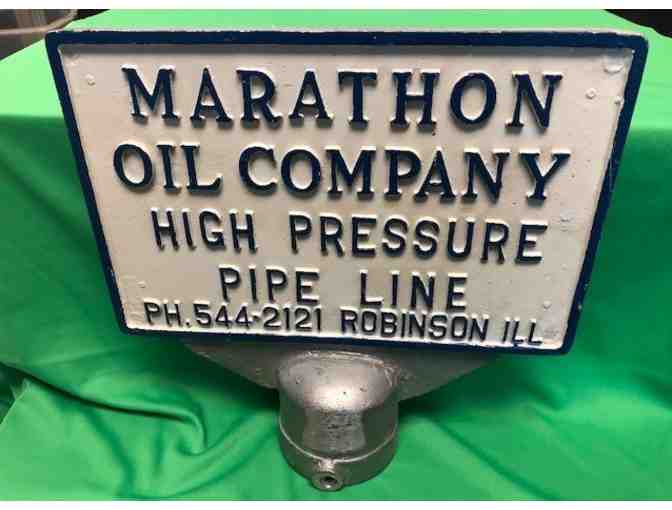 MARATHON
OIL COMPANY
HIGH PRESSURE
PIPE LINE
PH. 544-2121 ROBINSON ILL